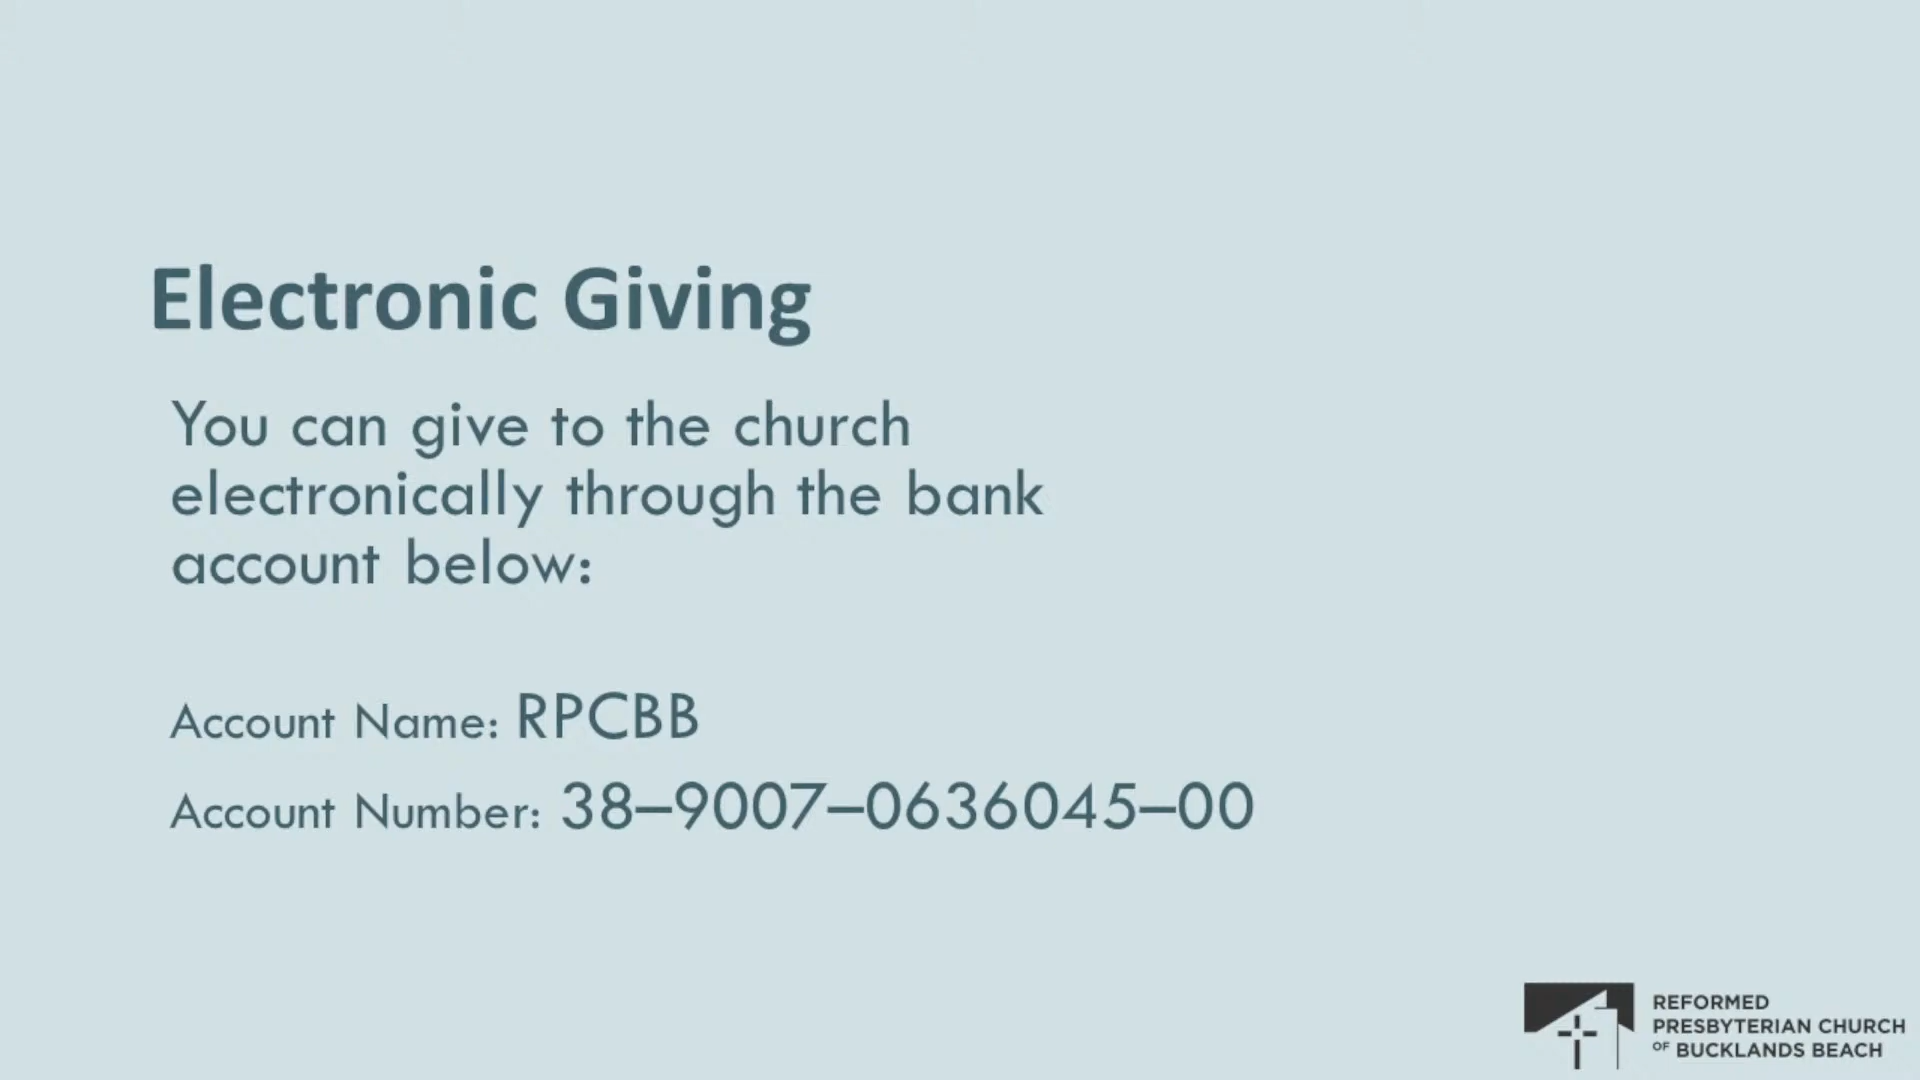 Electronic Giving
You can give to the church
electronically through the bank
account below:
Account Name: RPCBB
Account Number: 38–9007–0636045–00
REFORMED
PRESBYTERIAN CHURCH
OF BUCKLANDS BEACH